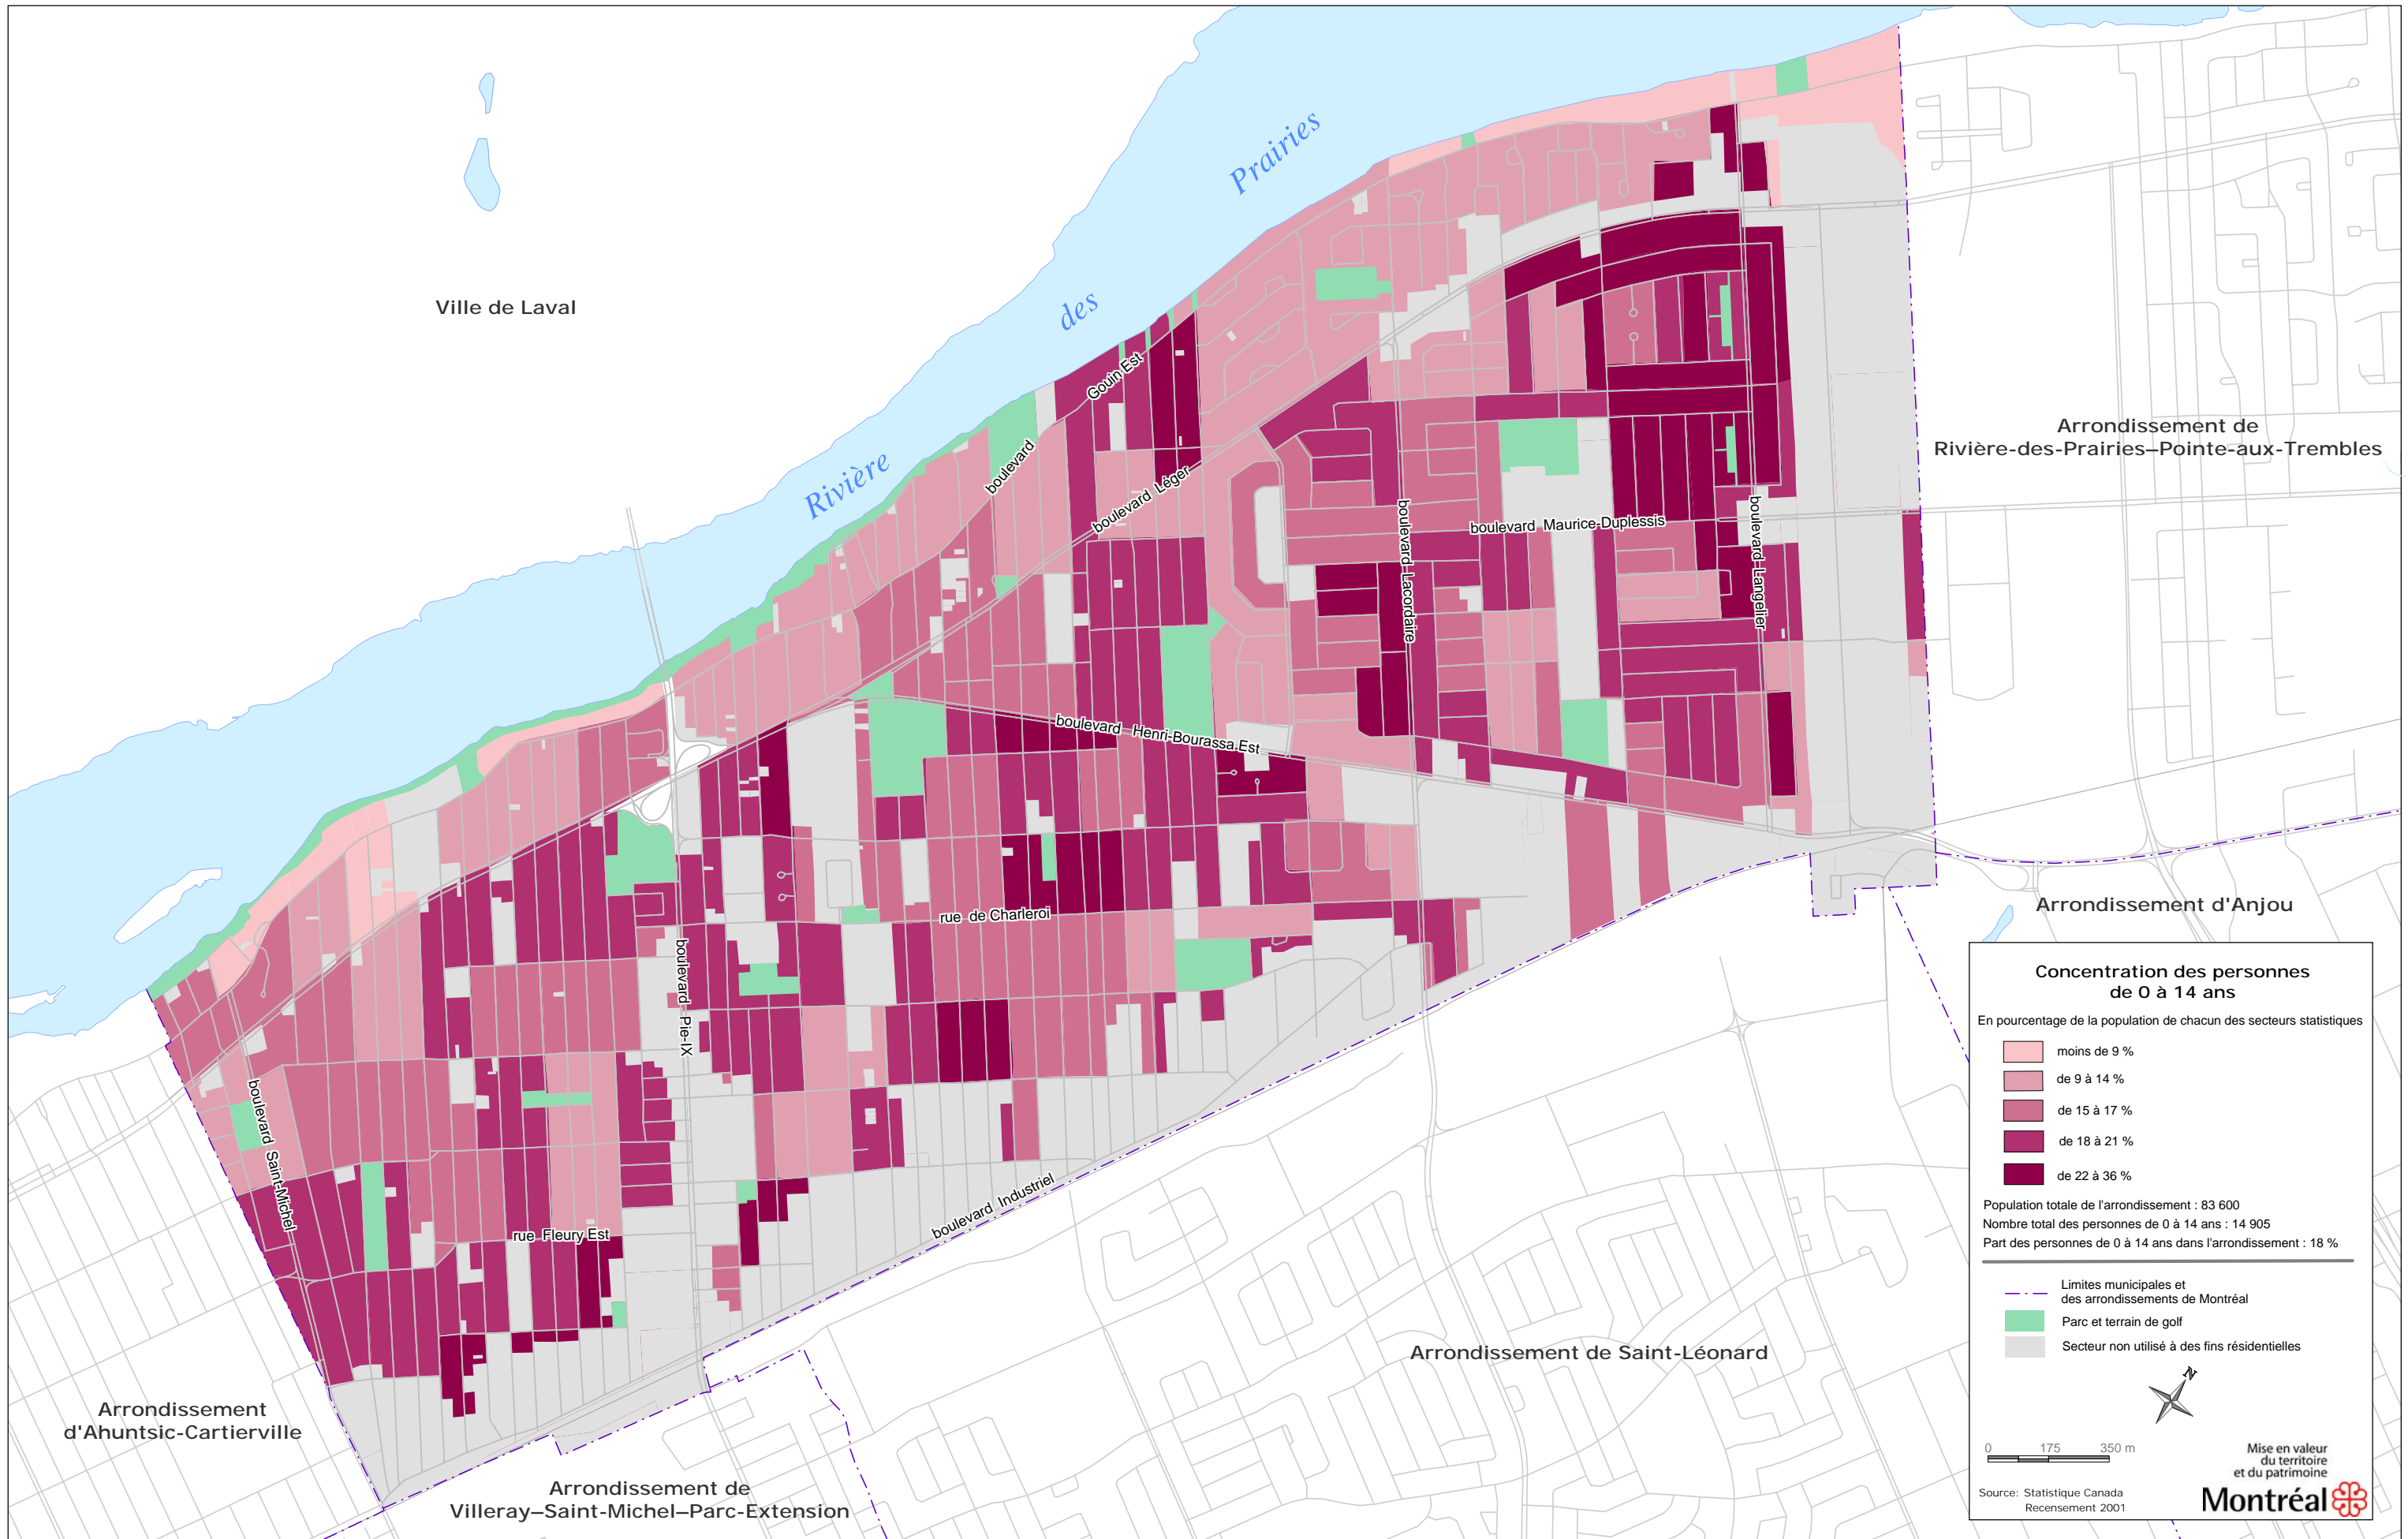 Ville de Laval
Rivière
des
Prairies
Arrondissement de
Rivière-des-Prairies–Pointe-aux-Trembles
boulevard
Gouin Est
boulevard Léger
boulevard Maurice-Duplessis
boulevard Lacordaire
boulevard Langelier
boulevard Henri-Bourassa Est
rue de Charleroi
boulevard Pie-IX
boulevard Saint-Michel
rue Fleury Est
boulevard Industriel
Arrondissement d'Anjou
Arrondissement de Saint-Léonard
Arrondissement
d'Ahuntsic-Cartierville
Arrondissement de
Villeray–Saint-Michel–Parc-Extension
Concentration des personnes
de 0 à 14 ans
En pourcentage de la population de chacun des secteurs statistiques
moins de 9 %
de 9 à 14 %
de 15 à 17 %
de 18 à 21 %
de 22 à 36 %
Population totale de l'arrondissement : 83 600
Nombre total des personnes de 0 à 14 ans : 14 905
Part des personnes de 0 à 14 ans dans l'arrondissement : 18 %
Limites municipales et
des arrondissements de Montréal
Parc et terrain de golf
Secteur non utilisé à des fins résidentielles
N
0 175 350 m
Mise en valeur
du territoire
et du patrimoine
Source: Statistique Canada
Recensement 2001
Montréal